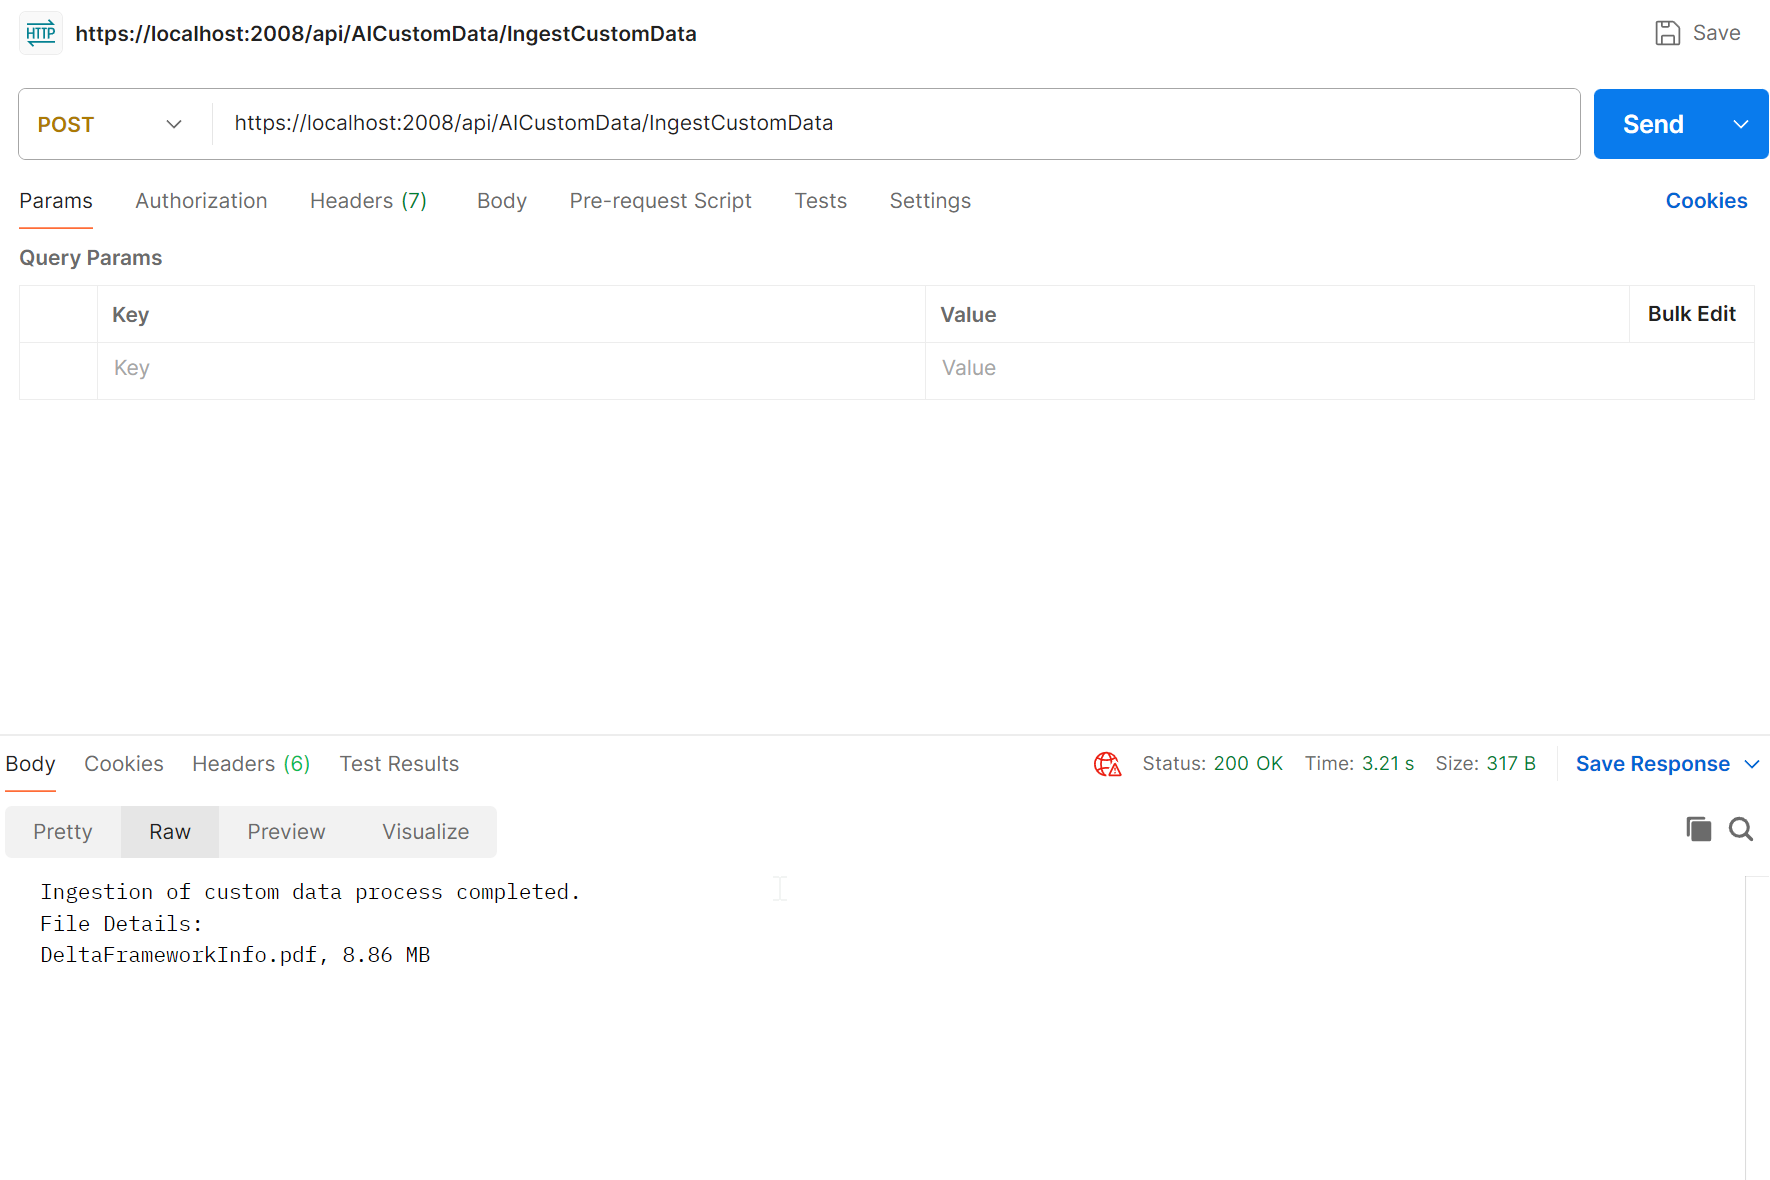 HTTP https://localhost:2008/api/AICustomData/IngestCustomData Save
POST https://localhost:2008/api/AICustomData/IngestCustomData Send
Params Authorization Headers (7) Body Pre-request Script Tests Settings Cookies
Query Params
Key Value Bulk Edit
Key Value
Body Cookies Headers (6) Test Results Status: 200 OK Time: 3.21 s Size: 317 B Save Response
Pretty Raw Preview Visualize
Ingestion of custom data process completed.
File Details:
DeltaFrameworkInfo.pdf, 8.86 MB